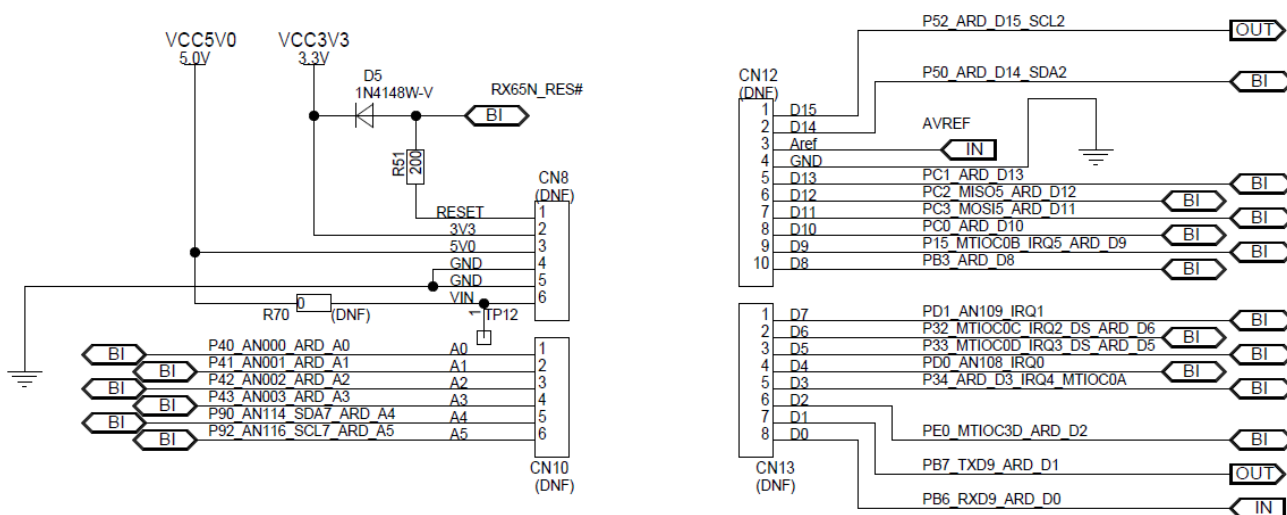 VCC5V0
5.0V
VCC3V3
3.3V
D5
1N4148W-V
RX65N_RES#
BI
R51
200
CN8
(DNF)
RESET 1
3V3 2
5V0 3
GND 4
GND 5
VIN 6
R70 0 (DNF)
1 TP12
BI P40_AN000_ARD_A0 A0 1
BI P41_AN001_ARD_A1 A1 2
BI P42_AN002_ARD_A2 A2 3
BI P43_AN003_ARD_A3 A3 4
BI P90_AN114_SDA7_ARD_A4 A4 5
BI P92_AN116_SCL7_ARD_A5 A5 6
CN10
(DNF)
P52_ARD_D15_SCL2 OUT
P50_ARD_D14_SDA2 BI
CN12
(DNF)
1 D15
2 D14
AVREF
3 Aref IN
4 GND
5 D13 PC1_ARD_D13 BI
6 D12 PC2_MISO5_ARD_D12 BI
7 D11 PC3_MOSI5_ARD_D11 BI
8 D10 PC0_ARD_D10 BI
9 D9 P15_MTIOC0B_IRQ5_ARD_D9 BI
10 D8 PB3_ARD_D8 BI
1 D7 PD1_AN109_IRQ1 BI
2 D6 P32_MTIOC0C_IRQ2_DS_ARD_D6 BI
3 D5 P33_MTIOC0D_IRQ3_DS_ARD_D5 BI
4 D4 PD0_AN108_IRQ0 BI
5 D3 P34_ARD_D3_IRQ4_MTIOC0A BI
6 D2
7 D1
8 D0
PE0_MTIOC3D_ARD_D2 BI
PB7_TXD9_ARD_D1 OUT
PB6_RXD9_ARD_D0 IN
CN13
(DNF)